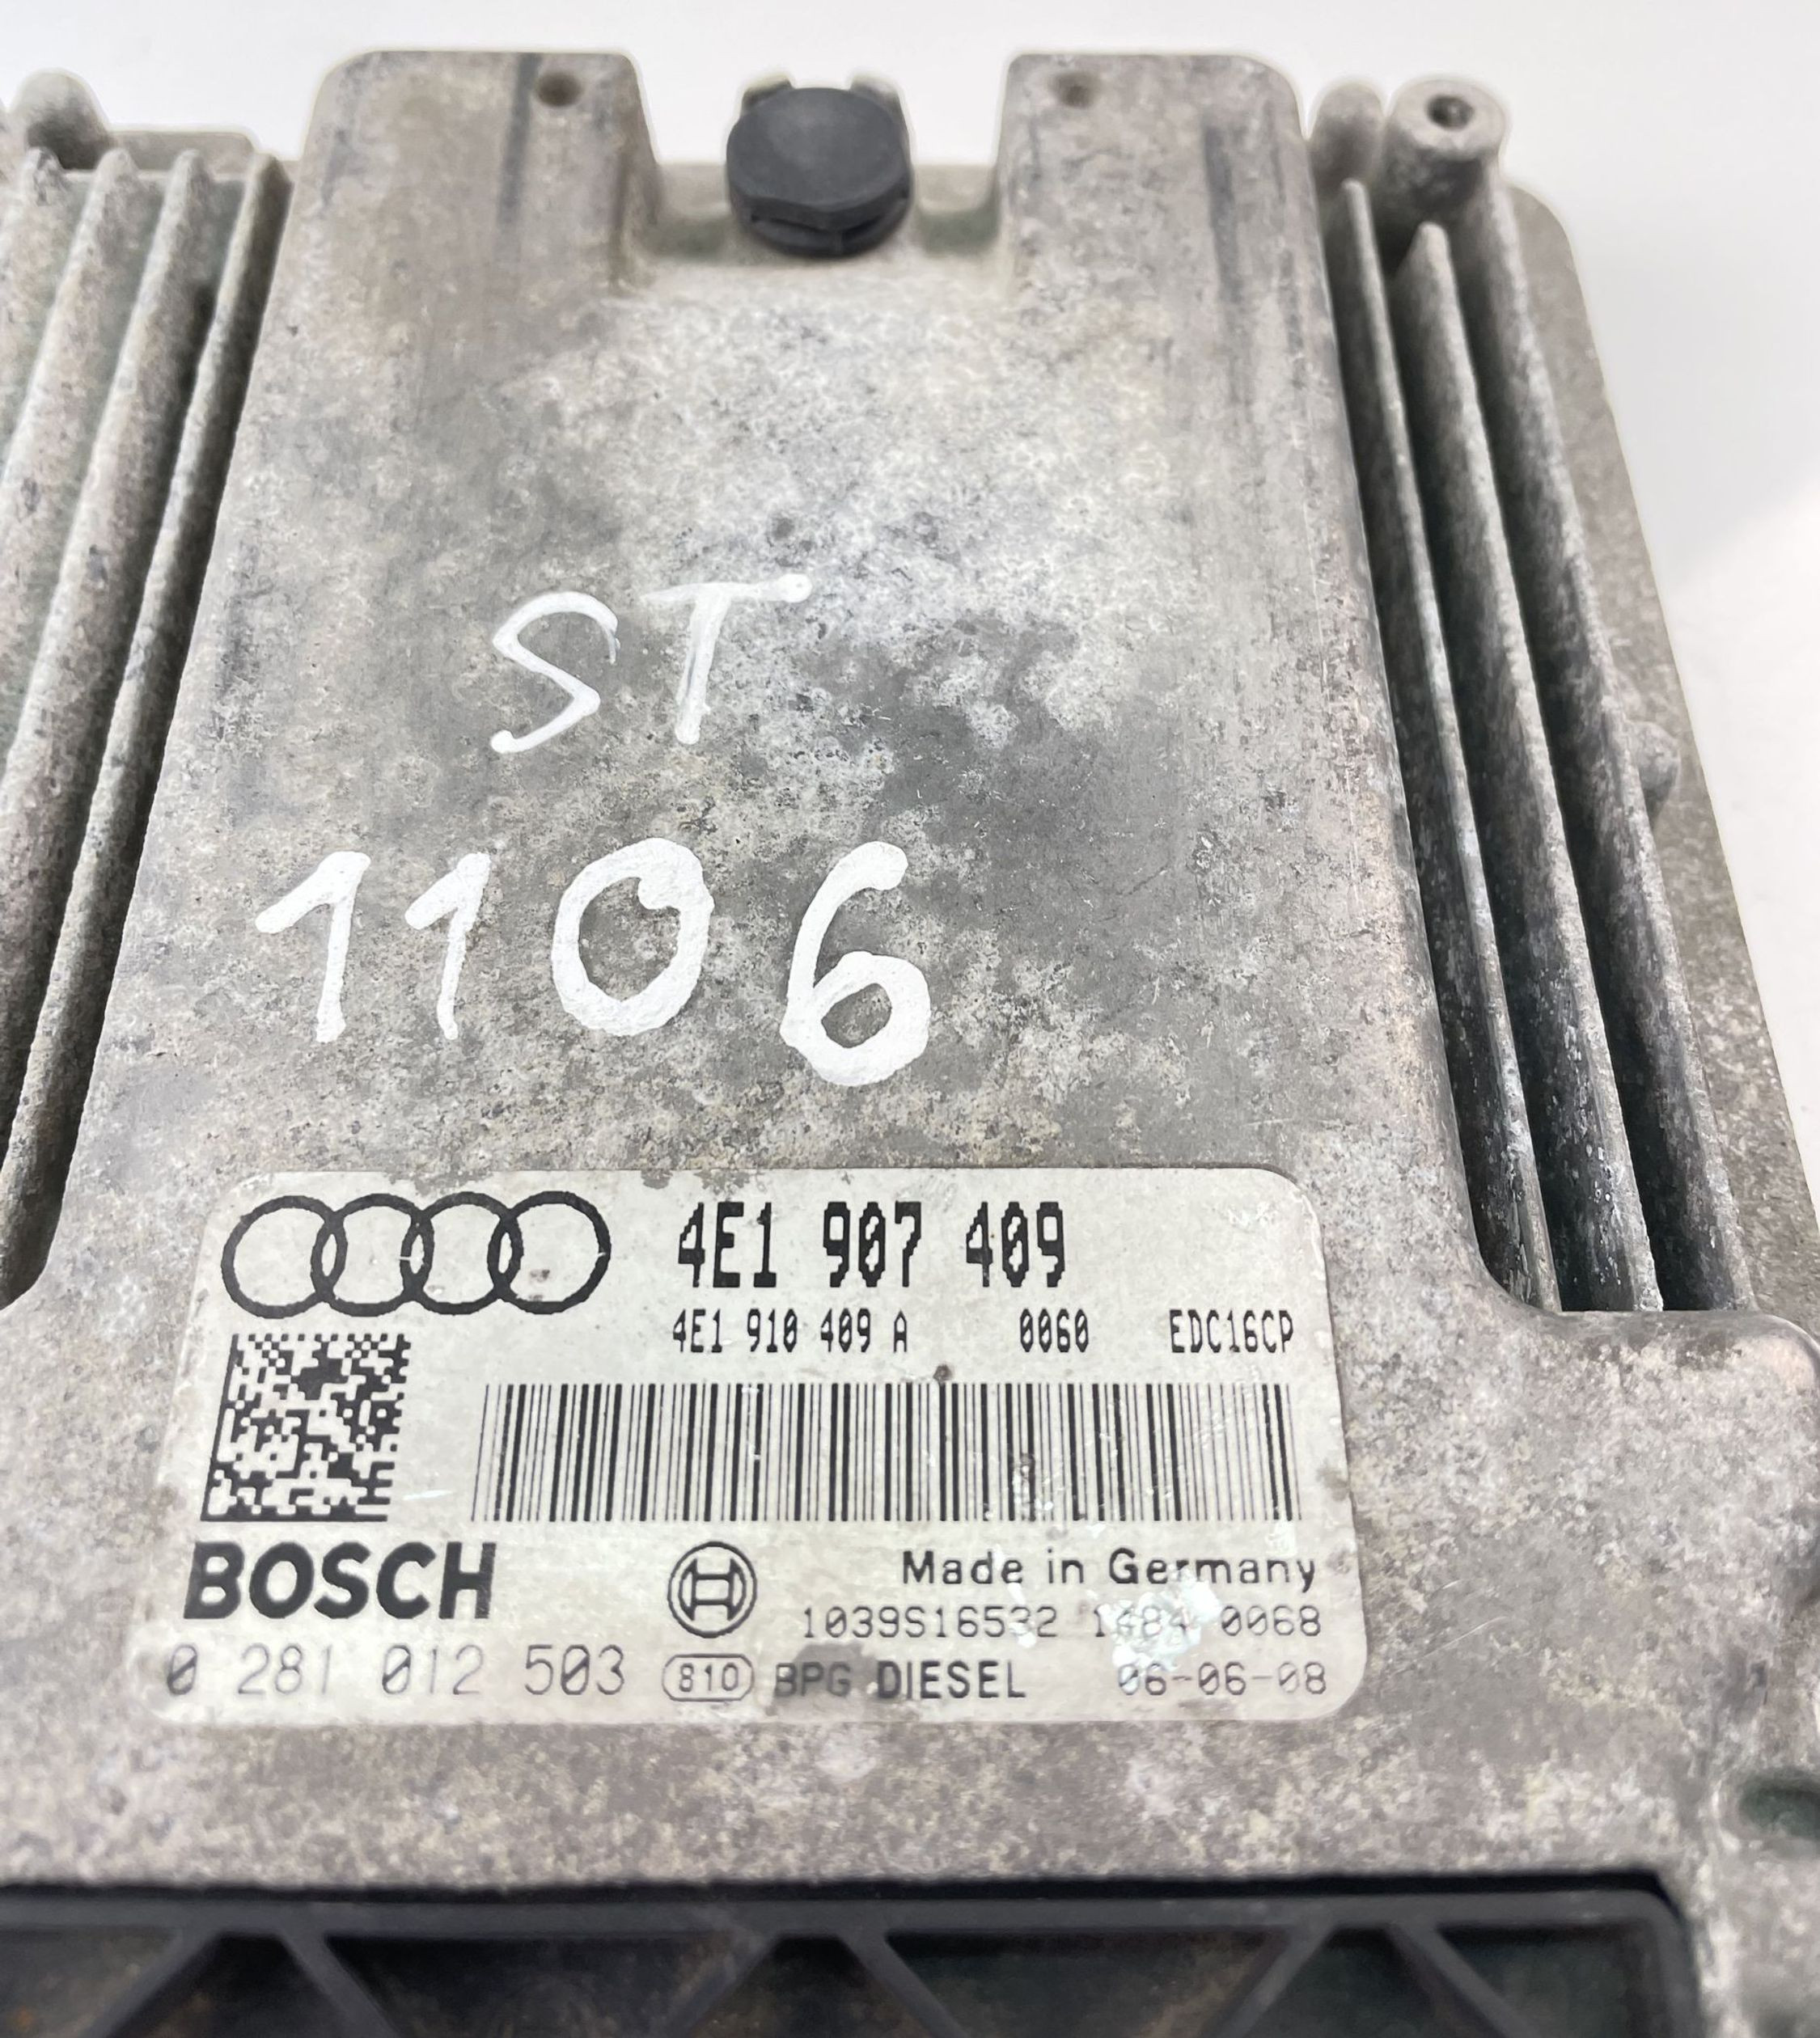 ST
1106
4E1 907 409
4E1 910 409 A 0060 EDC16CP
BOSCH
Made in Germany
1039S16532 0068
0 281 012 503 810 BPG DIESEL 06-06-08